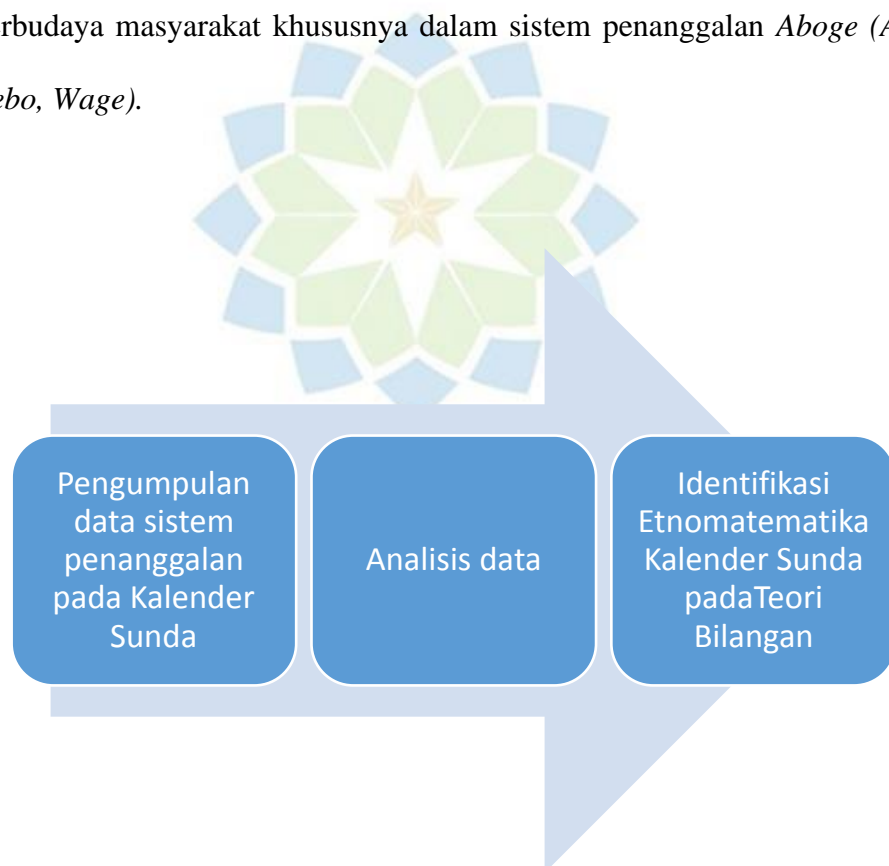 erbudaya masyarakat khususnya dalam sistem penanggalan Aboge (A
ebo, Wage).
Pengumpulan
data sistem
penanggalan
pada Kalender
Sunda
Analisis data
Identifikasi
Etnomatematika
Kalender Sunda
padaTeori
Bilangan